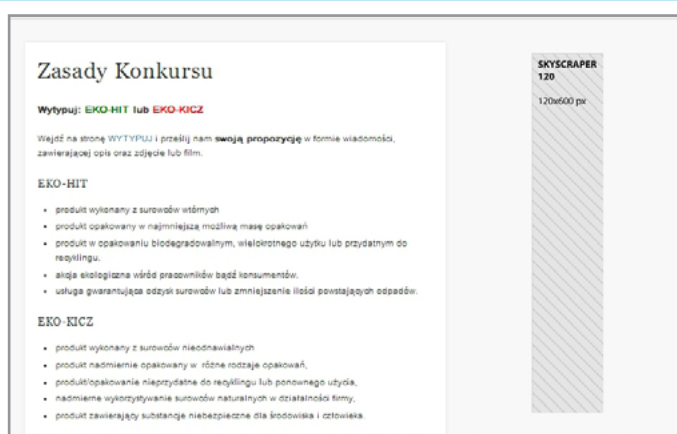 Zasady Konkursu
Wytypuj: EKO-HIT lub EKO-KICZ
Wejdź na stronę WYTYPUJ i prześlij nam swoją propozycję w formie wiadomości,
zawierającej opis oraz zdjęcie lub film.
EKO-HIT
• produkt wykonany z surowców wtórnych
• produkt opakowany w najmniejszą możliwą masę opakowań
• produkt w opakowaniu biodegradowalnym, wielokrotnego użytku lub przydatnym do
recyklingu.
• akcja ekologiczna wśród pracowników bądź konsumentów.
• usługa gwarantująca odzysk surowców lub zmniejszenie ilości powstających odpadów.
EKO-KICZ
• produkt wykonany z surowców nieodnawialnych
• produkt nadmiernie opakowany w różne rodzaje opakowań,
• produkt/opakowanie nieprzydatne do recyklingu lub ponownego użycia,
• nadmierne wykorzystywanie surowców naturalnych w działalności firmy,
• produkt zawierający substancje niebezpieczne dla środowiska i człowieka.
SKYSCRAPER
120
120x600 px